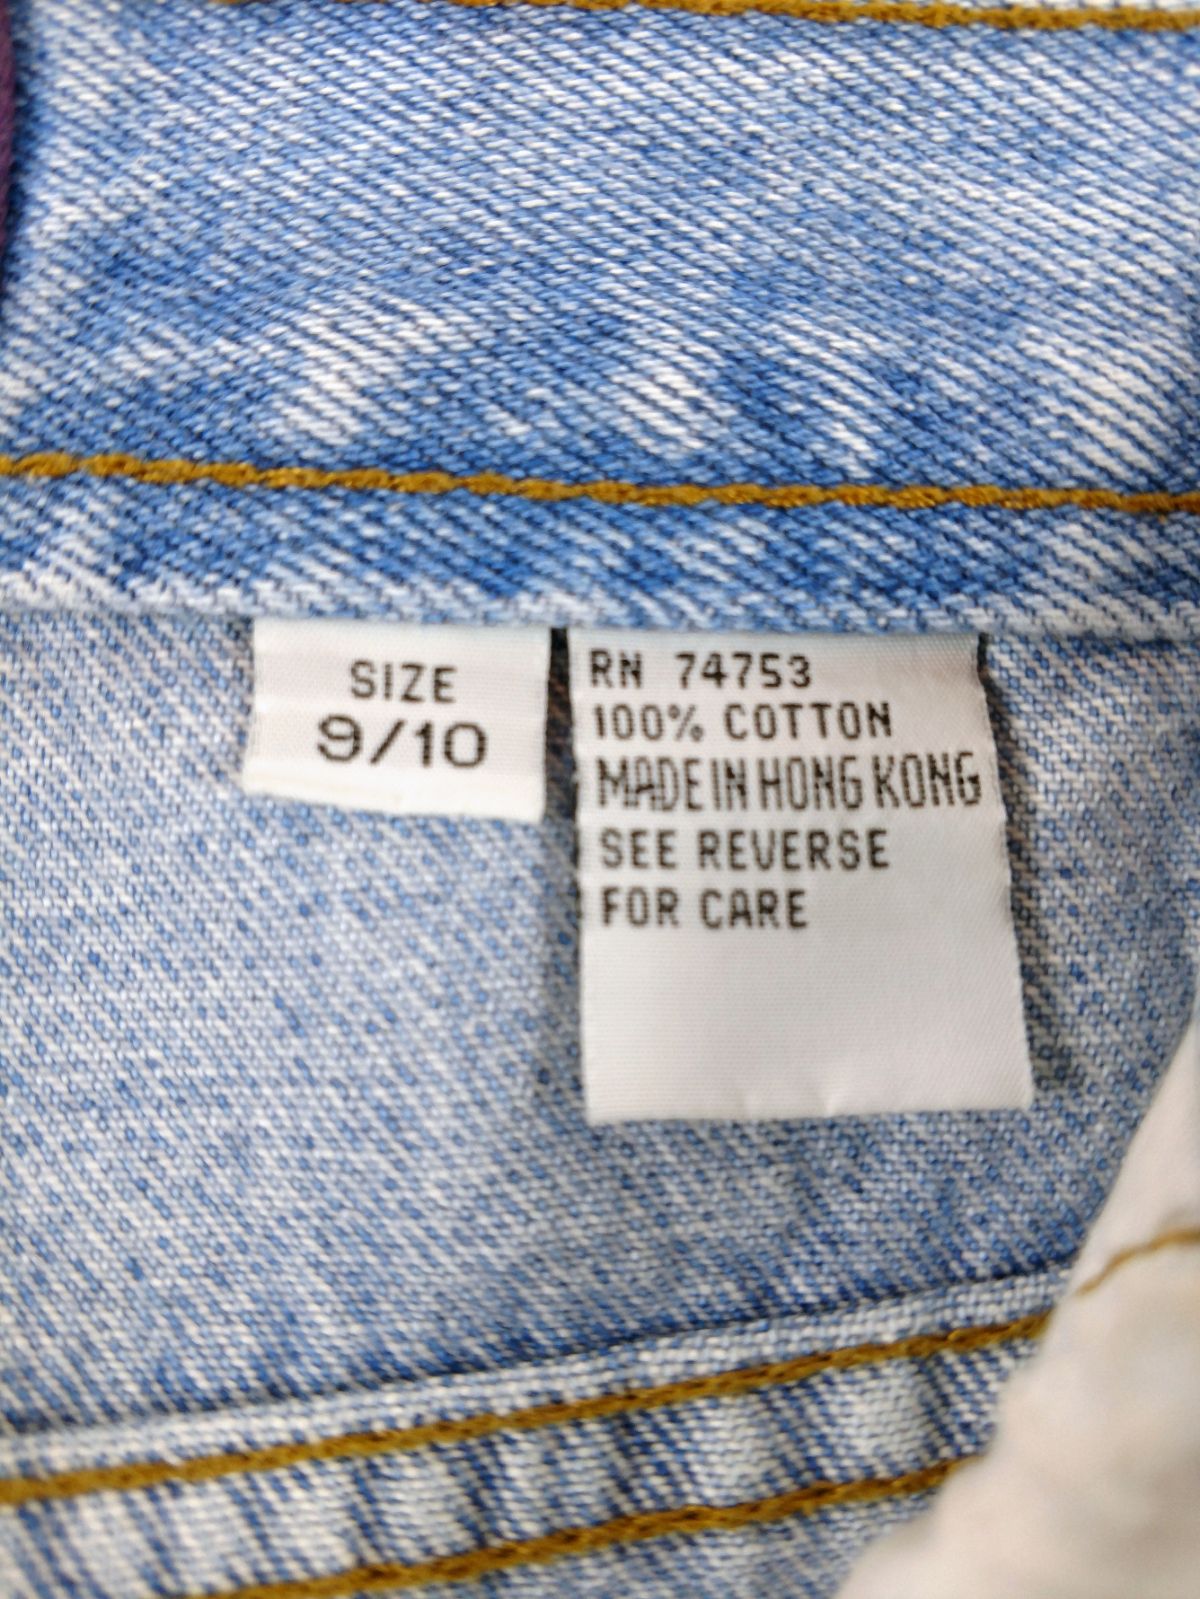 SIZE
9/10
RN 74753
100% COTTON
MADE IN HONG KONG
SEE REVERSE
FOR CARE